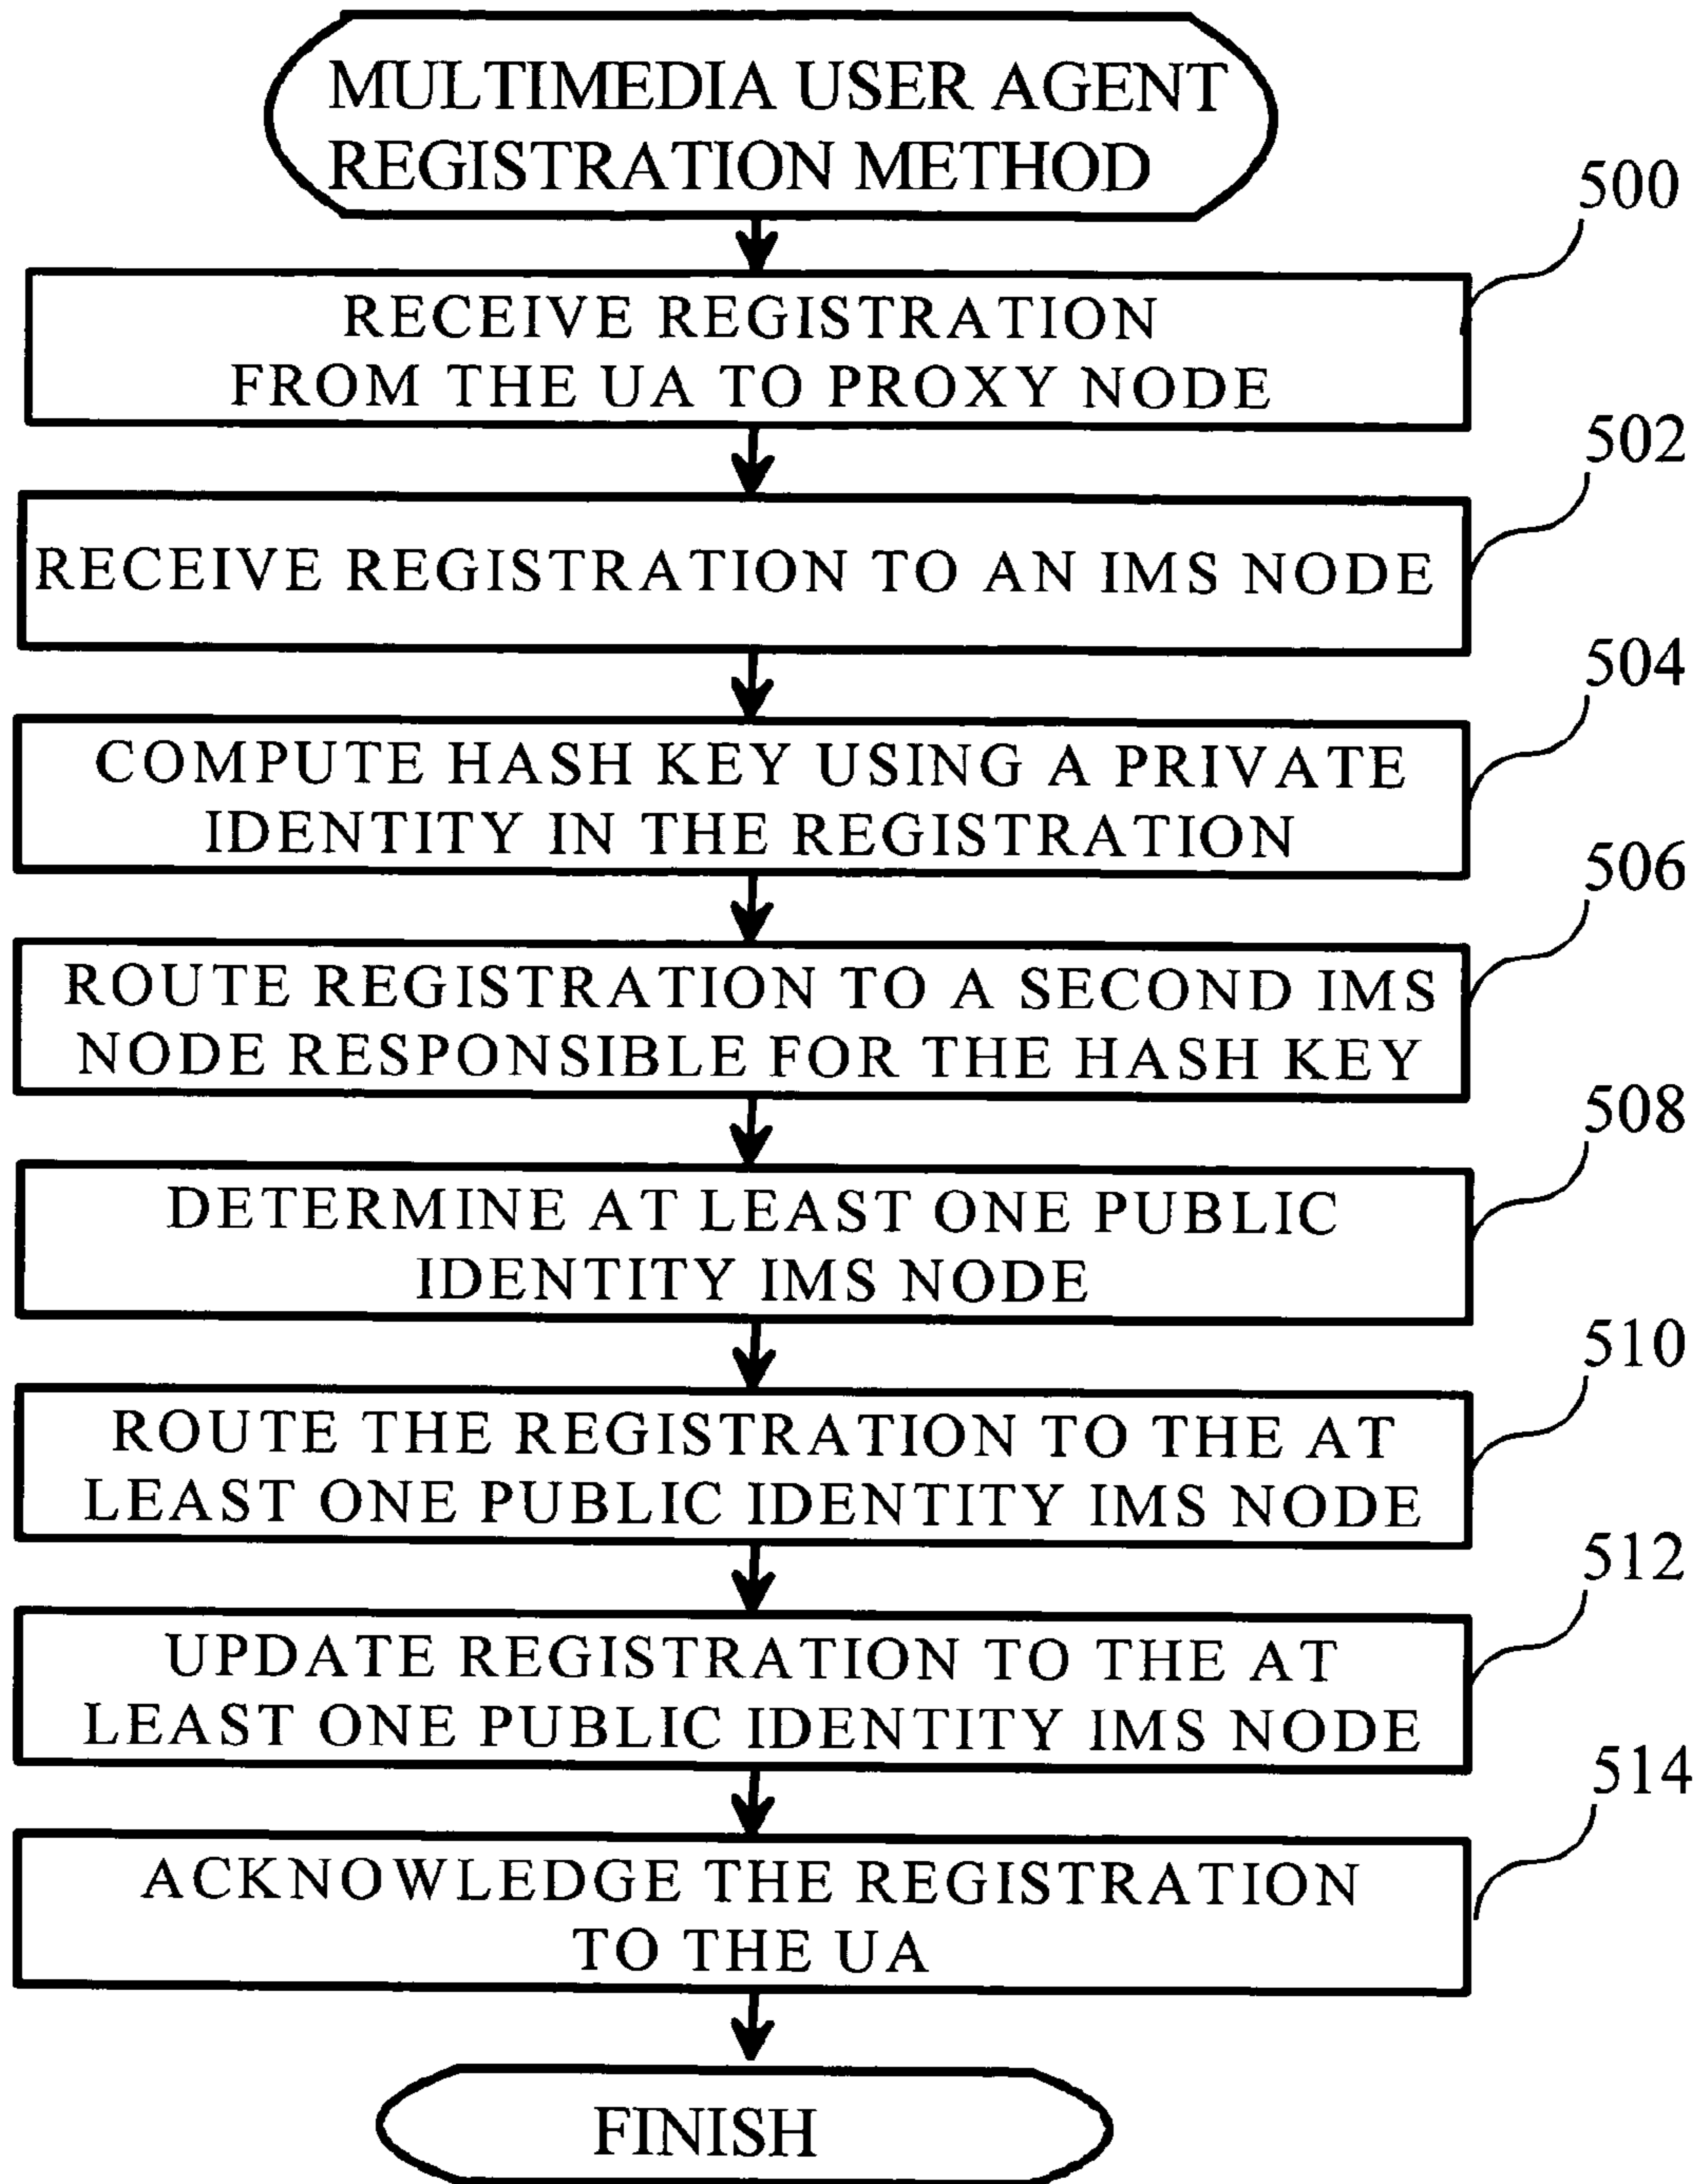 MULTIMEDIA USER AGENT
REGISTRATION METHOD
500
RECEIVE REGISTRATION
FROM THE UA TO PROXY NODE
502
RECEIVE REGISTRATION TO AN IMS NODE
504
COMPUTE HASH KEY USING A PRIVATE
IDENTITY IN THE REGISTRATION
506
ROUTE REGISTRATION TO A SECOND IMS
NODE RESPONSIBLE FOR THE HASH KEY
508
DETERMINE AT LEAST ONE PUBLIC
IDENTITY IMS NODE
510
ROUTE THE REGISTRATION TO THE AT
LEAST ONE PUBLIC IDENTITY IMS NODE
512
UPDATE REGISTRATION TO THE AT
LEAST ONE PUBLIC IDENTITY IMS NODE
514
ACKNOWLEDGE THE REGISTRATION
TO THE UA
FINISH